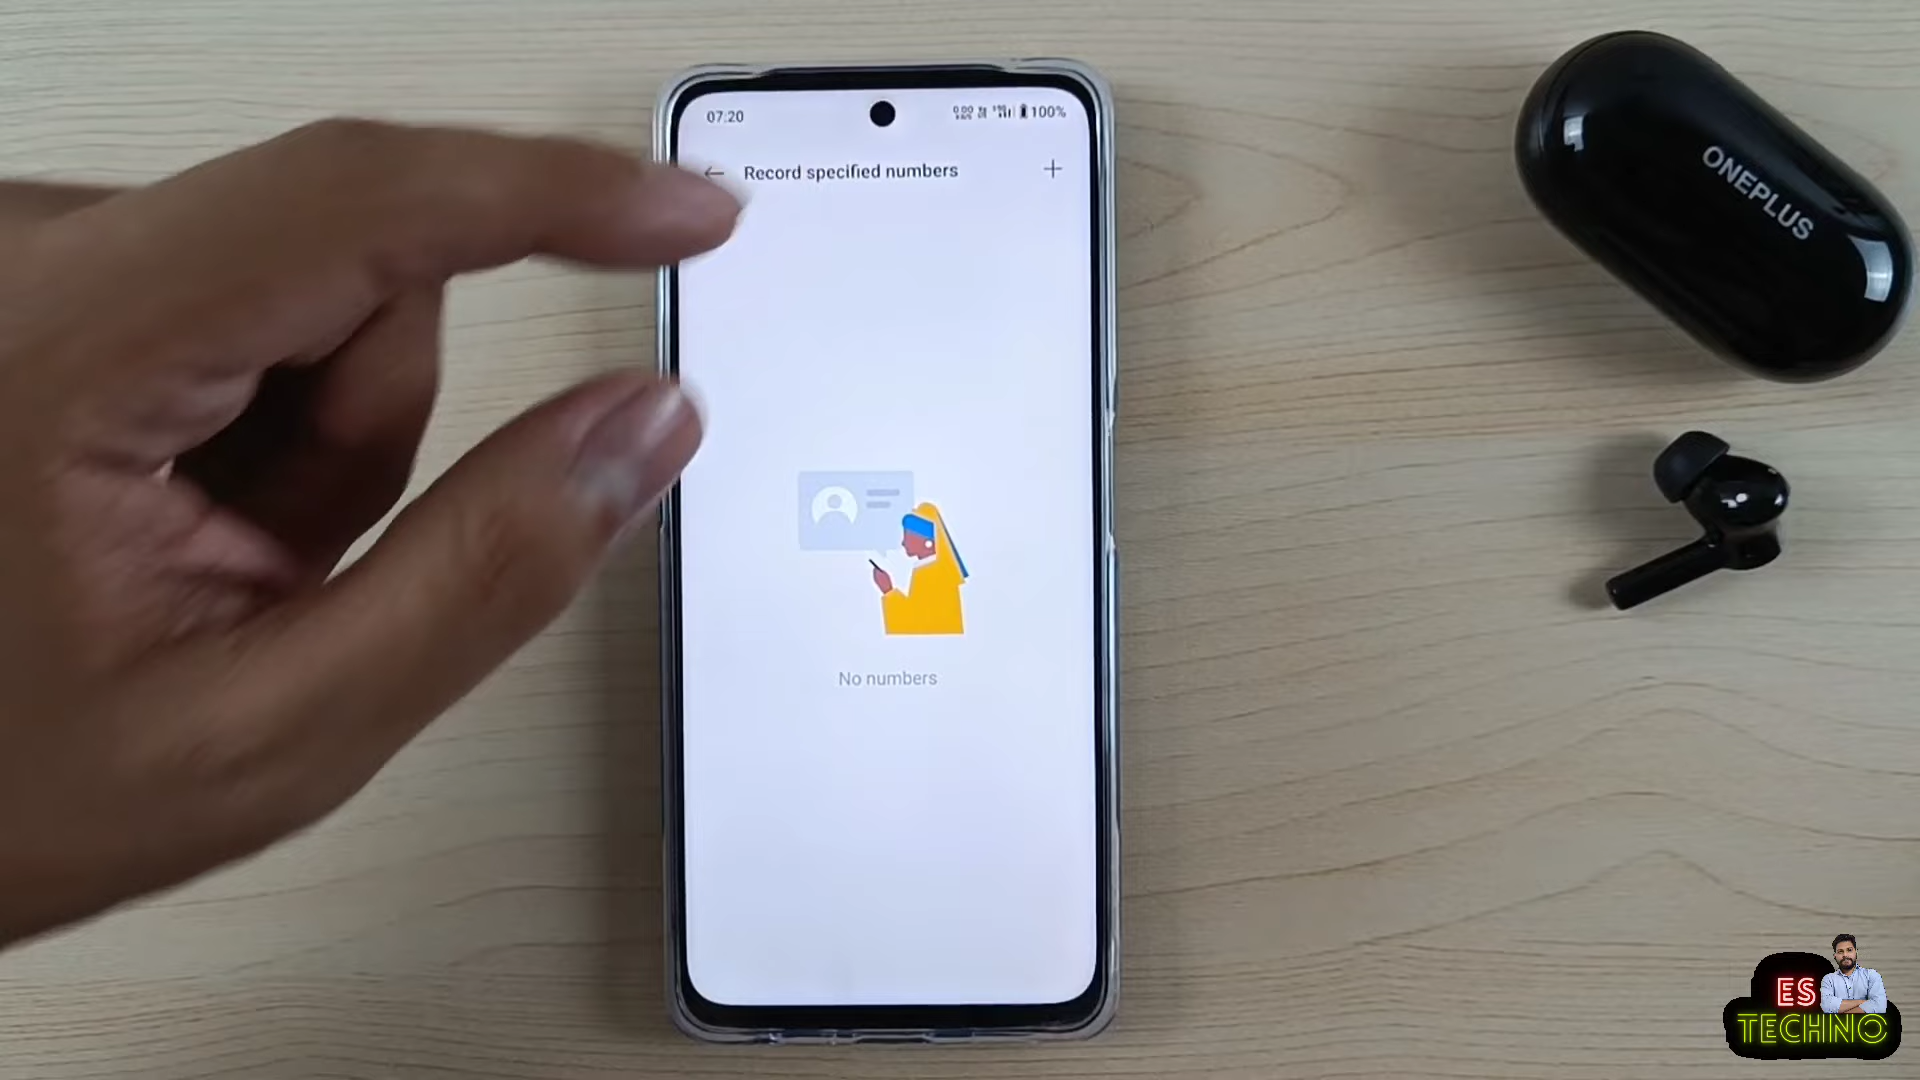 07:20
100%
Record specified numbers
No numbers
ONEPLUS
ES
TECHNO